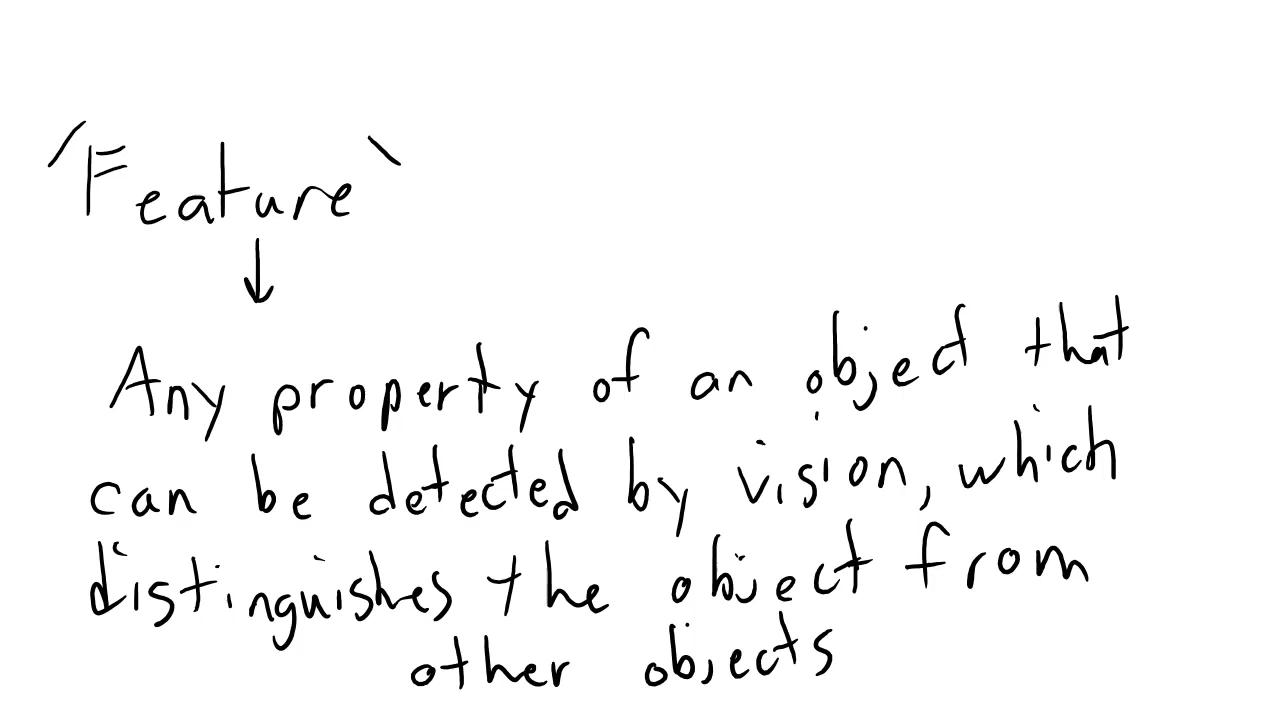 "Feature"
Any property of an object that
can be detected by vision, which
distinguishes the object from
other objects